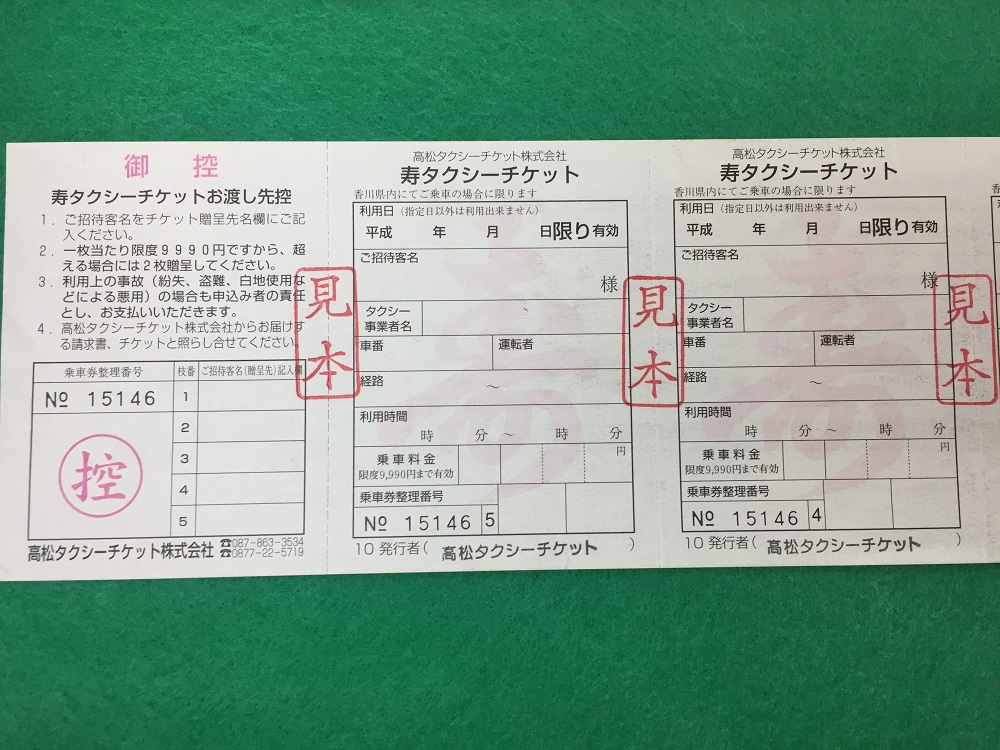 御 控
寿タクシーチケットお渡し先控
1．ご招待客名をチケット贈呈先名欄にご記
入ください。
2．一枚当たり限度9990円ですから、超
える場合には2枚贈呈してください。
3．利用上の事故（紛失、盗難、白地使用な
どによる悪用）の場合も申込み者の責任
とし、お支払いいただきます。
4．高松タクシーチケット株式会社からお届けす
る請求書、チケットと照らし合せてください。
乗車券整理番号 枝番 ご招待客名(贈呈先)記入欄
№ 15146 1
2
3
4
5
控
高松タクシーチケット株式会社 ☎087-863-3534
☎0877-22-5719
見本
高松タクシーチケット株式会社
寿タクシーチケット
香川県内にてご乗車の場合に限ります
利用日（指定日以外は利用出来ません）
平成 年 月 日限り有効
ご招待客名
様
タクシー
事業者名
車番 運転者
経路 ～
利用時間
時 分 ～ 時 分
乗車料金 円
限度9,990円まで有効
乗車券整理番号
№ 15146 5
10 発行者（ 高松タクシーチケット ）
見本
高松タクシーチケット株式会社
寿タクシーチケット
香川県内にてご乗車の場合に限ります
利用日（指定日以外は利用出来ません）
平成 年 月 日限り有効
ご招待客名
様
タクシー
事業者名
車番 運転者
経路 ～
利用時間
時 分 ～ 時 分
乗車料金 円
限度9,990円まで有効
乗車券整理番号
№ 15146 4
10 発行者（ 高松タクシーチケット ）
見本